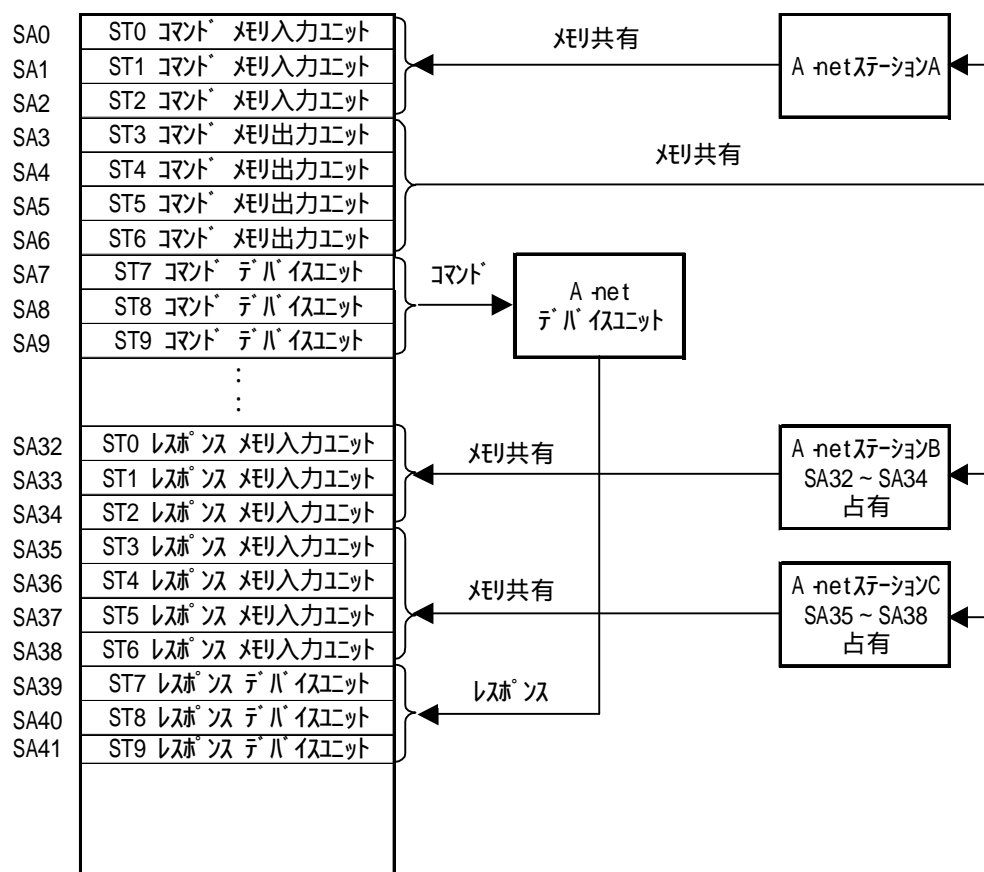 SA0 ST0 コマンド メモリ入力ユニット
SA1 ST1 コマンド メモリ入力ユニット
SA2 ST2 コマンド メモリ入力ユニット
メモリ共有
A-netステーションA
SA3 ST3 コマンド メモリ出力ユニット
SA4 ST4 コマンド メモリ出力ユニット
SA5 ST5 コマンド メモリ出力ユニット
SA6 ST6 コマンド メモリ出力ユニット
メモリ共有
SA7 ST7 コマンド デバイスユニット
SA8 ST8 コマンド デバイスユニット
SA9 ST9 コマンド デバイスユニット
コマンド
A-net
デバイスユニット
:
:
SA32 ST0 レスポンス メモリ入力ユニット
SA33 ST1 レスポンス メモリ入力ユニット
SA34 ST2 レスポンス メモリ入力ユニット
メモリ共有
A-netステーションB
SA32~SA34
占有
SA35 ST3 レスポンス メモリ入力ユニット
SA36 ST4 レスポンス メモリ入力ユニット
SA37 ST5 レスポンス メモリ入力ユニット
SA38 ST6 レスポンス メモリ入力ユニット
メモリ共有
A-netステーションC
SA35~SA38
占有
SA39 ST7 レスポンス デバイスユニット
SA40 ST8 レスポンス デバイスユニット
SA41 ST9 レスポンス デバイスユニット
レスポンス